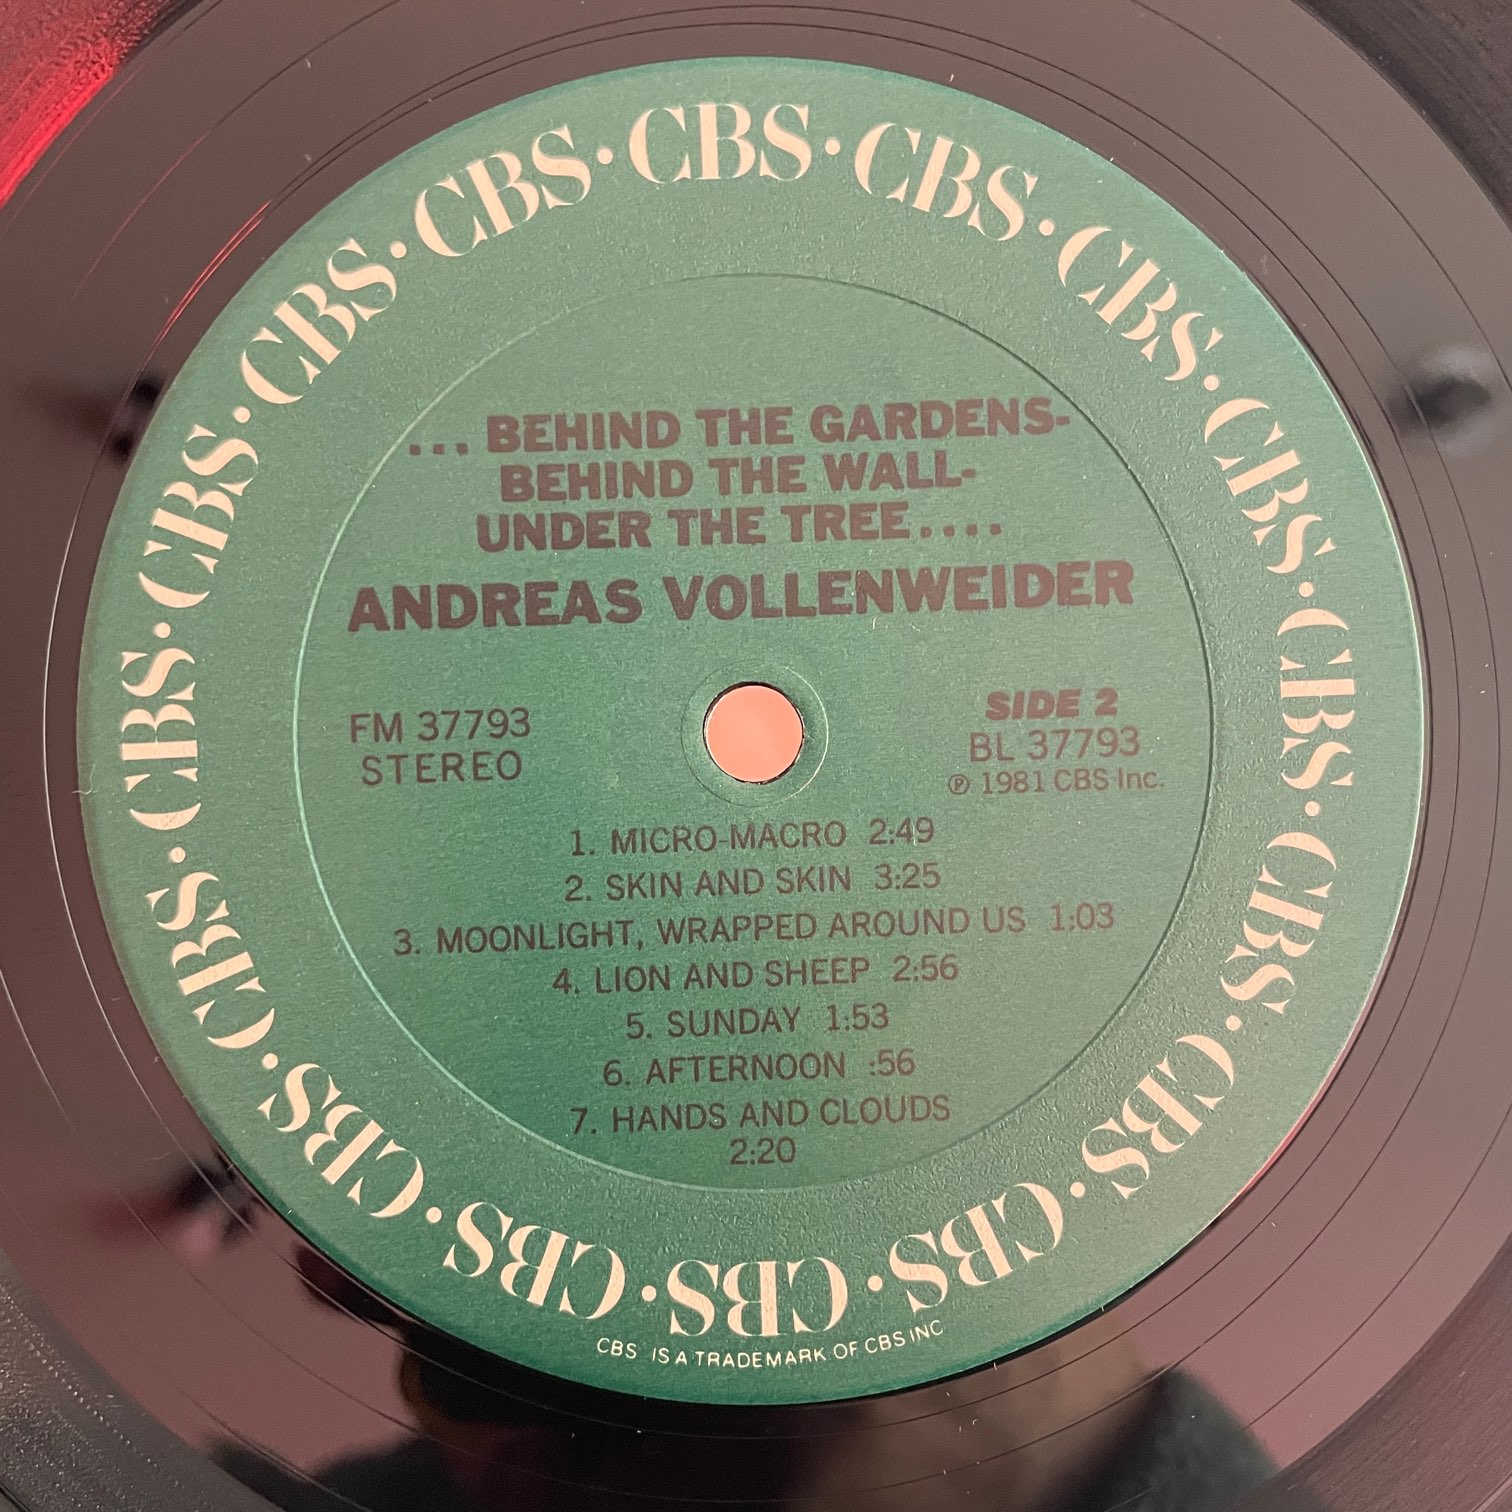 CBS · CBS · CBS · CBS · CBS · CBS · CBS · CBS · CBS · CBS · CBS · CBS · CBS · CBS · CBS · CBS ·
... BEHIND THE GARDENS-
BEHIND THE WALL-
UNDER THE TREE....
ANDREAS VOLLENWEIDER
FM 37793
STEREO
SIDE 2
BL 37793
℗ 1981 CBS Inc.
1. MICRO-MACRO 2:49
2. SKIN AND SKIN 3:25
3. MOONLIGHT, WRAPPED AROUND US 1:03
4. LION AND SHEEP 2:56
5. SUNDAY 1:53
6. AFTERNOON :56
7. HANDS AND CLOUDS
2:20
CBS IS A TRADEMARK OF CBS INC